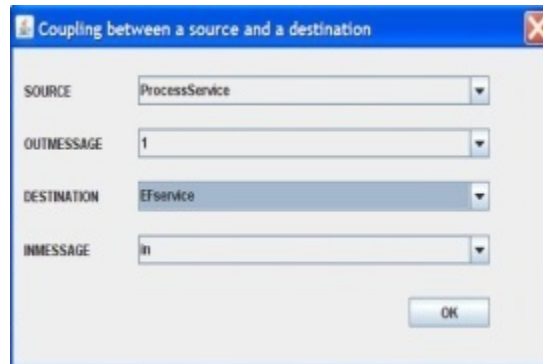 Coupling between a source and a destination
SOURCE ProcessService
OUTMESSAGE 1
DESTINATION EFservice
INMESSAGE in
OK